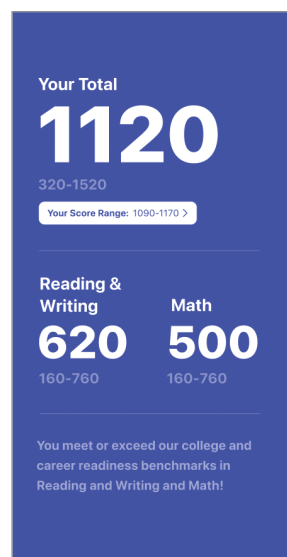 Your Total
1120
320-1520
Your Score Range: 1090-1170 >
Reading &
Writing
Math
620
500
160-760
160-760
You meet or exceed our college and
career readiness benchmarks in
Reading and Writing and Math!